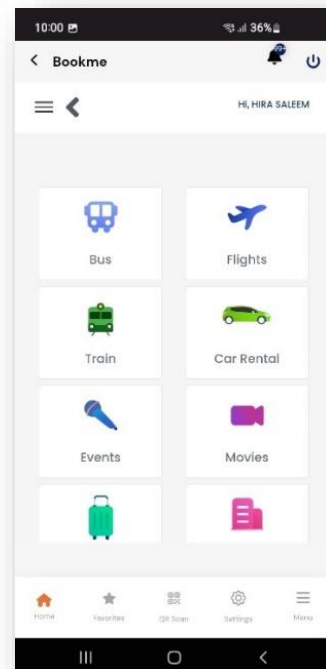 10:00 36%
Bookme
99+
HI, HIRA SALEEM
Bus Flights
Train Car Rental
Events Movies
Home Favorites QR Scan Settings Menu